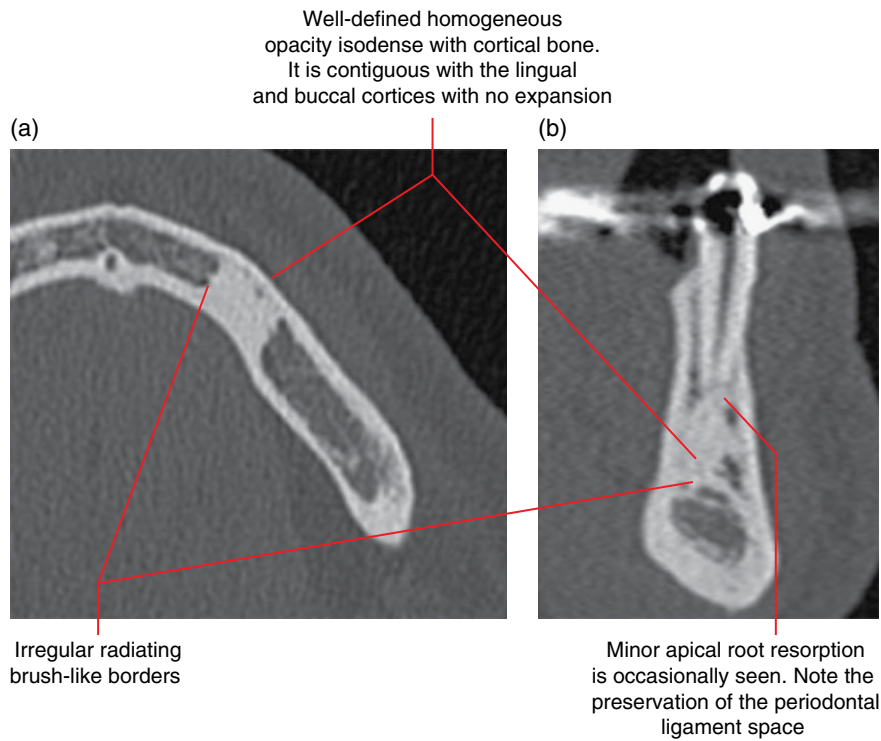 Well-defined homogeneous
opacity isodense with cortical bone.
It is contiguous with the lingual
and buccal cortices with no expansion
(a)
(b)
Irregular radiating
brush-like borders
Minor apical root resorption
is occasionally seen. Note the
preservation of the periodontal
ligament space